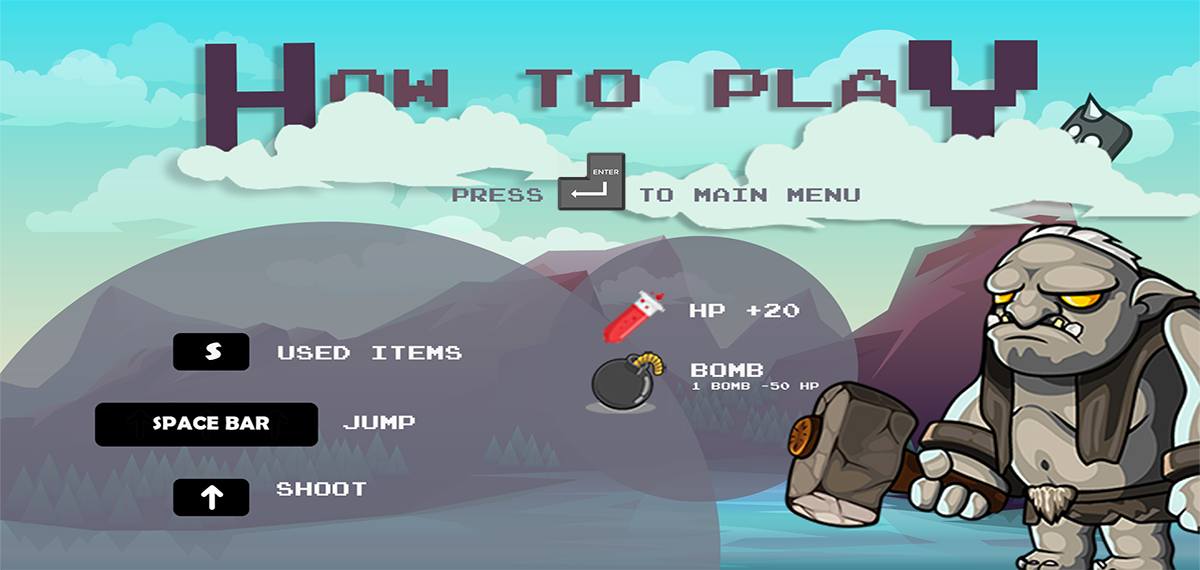 HOW TO PLAY
PRESS ENTER TO MAIN MENU
S USED ITEMS
SPACE BAR JUMP
↑ SHOOT
HP +20
BOMB
1 BOMB -50 HP